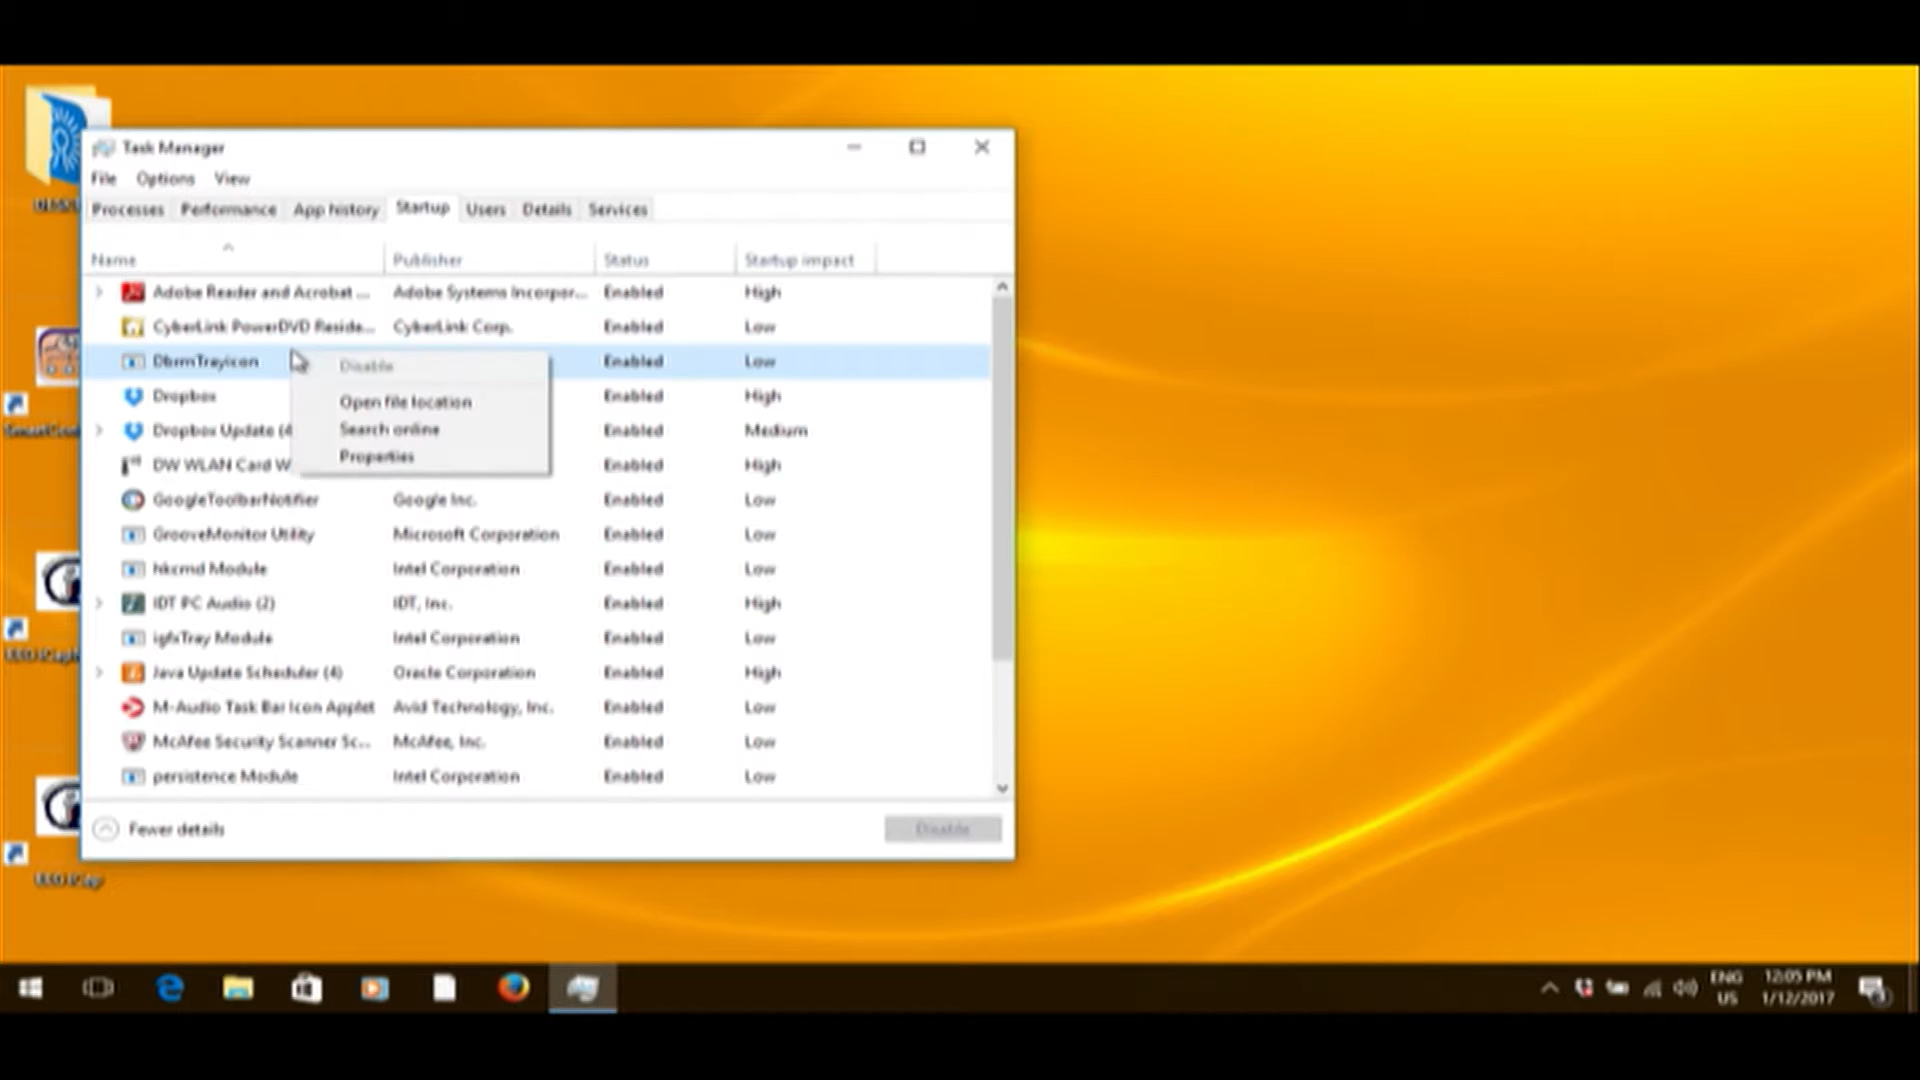 Task Manager
File Options View
Processes Performance App history Startup Users Details Services
Name Publisher Status Startup impact
Adobe Reader and Acrobat ... Adobe Systems Incorpor... Enabled High
CyberLink PowerDVD Reside... CyberLink Corp. Enabled Low
DbrmTrayicon Enabled Low
Disable
Dropbox Enabled High
Open file location
Dropbox Update (4 Enabled Medium
Search online
DW WLAN Card W Enabled High
Properties
GoogleToolbarNotifier Google Inc. Enabled Low
GrooveMonitor Utility Microsoft Corporation Enabled Low
hkcmd Module Intel Corporation Enabled Low
IDT PC Audio (2) IDT, Inc. Enabled High
igfxTray Module Intel Corporation Enabled Low
Java Update Scheduler (4) Oracle Corporation Enabled High
M-Audio Task Bar Icon Applet Avid Technology, Inc. Enabled Low
McAfee Security Scanner Sc... McAfee, Inc. Enabled Low
persistence Module Intel Corporation Enabled Low
Fewer details Disable
ENG 12:05 PM
US 1/12/2017